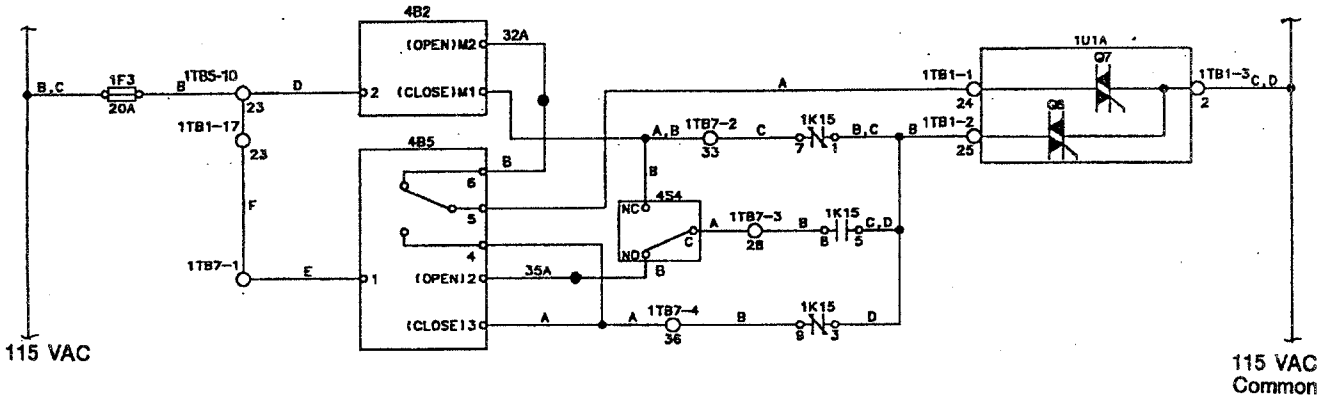 4B2
32A
(OPEN)M2
(CLOSE)M1
2
B,C
1F3
20A
B
1TB5-10
23
D
1TB1-17
23
F
1TB7-1
E
4B5
B
6
5
4
1
(OPEN)2
(CLOSE)3
35A
A
A
A
A,B
1TB7-2
33
C
1K15
7
1
B,C
B
B
4S4
NC
NO
C
B
A
1TB7-3
28
B
1K15
8
5
C,D
1TB7-4
36
B
1K15
9
3
D
1U1A
1TB1-1
24
Q7
1TB1-2
25
Q6
1TB1-3
2
C,D
115 VAC
115 VAC
Common